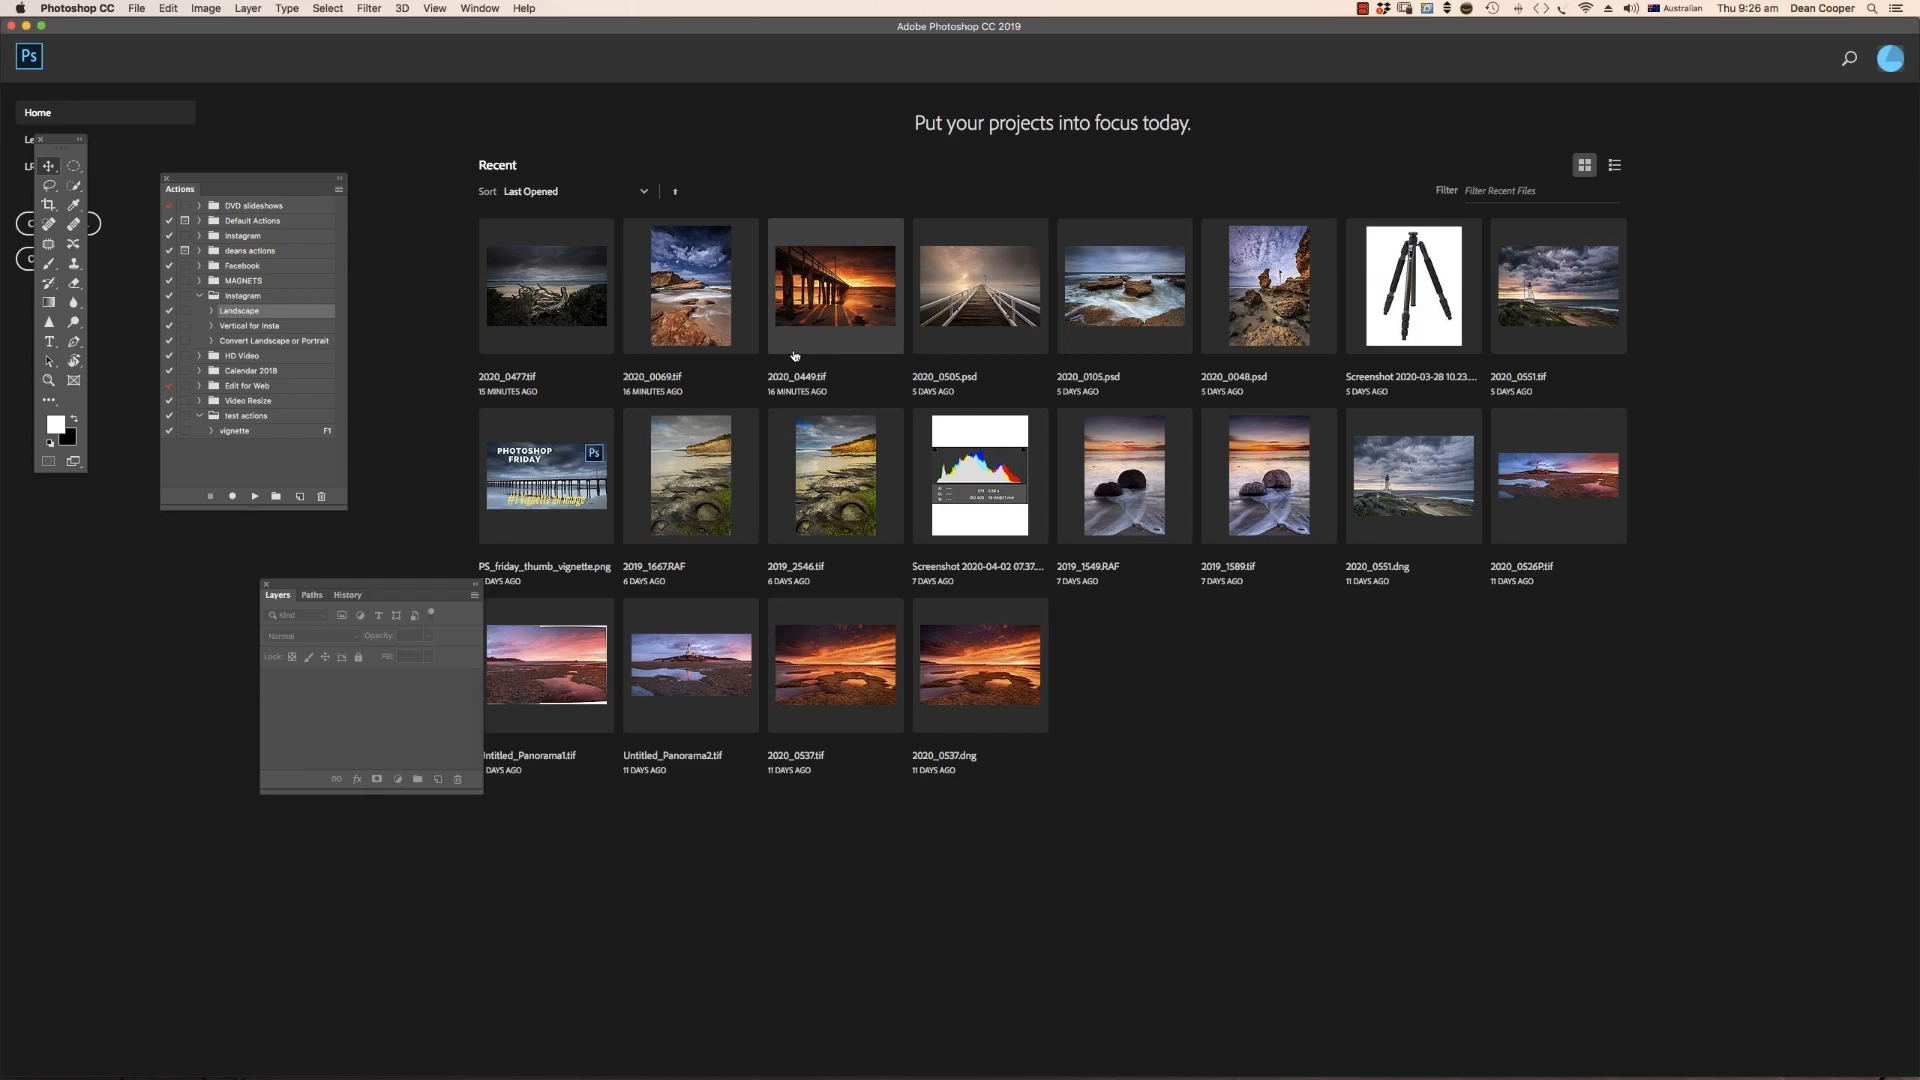 Photoshop CC File Edit Image Layer Type Select Filter 3D View Window Help
Australian Thu 9:26 am Dean Cooper
Adobe Photoshop CC 2019
Ps
Home
Put your projects into focus today.
Recent
Sort Last Opened
Filter Filter Recent Files
Actions
DVD slideshows
Default Actions
Instagram
deans actions
Facebook
MAGNETS
Instagram
Landscape
Vertical for Insta
Convert Landscape or Portrait
HD Video
Calendar 2018
Edit for Web
Video Resize
test actions
vignette F1
2020_0477.tif
15 MINUTES AGO
2020_0069.tif
16 MINUTES AGO
2020_0449.tif
16 MINUTES AGO
2020_0505.psd
5 DAYS AGO
2020_0105.psd
5 DAYS AGO
2020_0048.psd
5 DAYS AGO
Screenshot 2020-03-28 10.23....
5 DAYS AGO
2020_0551.tif
5 DAYS AGO
PHOTOSHOP
FRIDAY
Ps
#1 Vignette an Image
PS_friday_thumb_vignette.png
DAYS AGO
2019_1667.RAF
6 DAYS AGO
2019_2546.tif
6 DAYS AGO
Screenshot 2020-04-02 07.37....
7 DAYS AGO
2019_1549.RAF
7 DAYS AGO
2019_1589.tif
7 DAYS AGO
2020_0551.dng
11 DAYS AGO
2020_0526P.tif
11 DAYS AGO
Layers Paths History
Kind
Normal Opacity:
Lock: Fill:
Untitled_Panorama1.tif
DAYS AGO
Untitled_Panorama2.tif
11 DAYS AGO
2020_0537.tif
11 DAYS AGO
2020_0537.dng
11 DAYS AGO